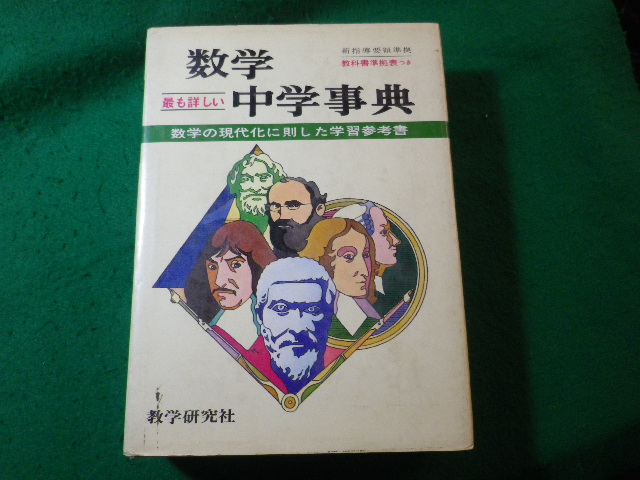 数学
新指導要領準拠
教科書準拠表つき
最も詳しい
中学事典
数学の現代化に則した学習参考書
教学研究社